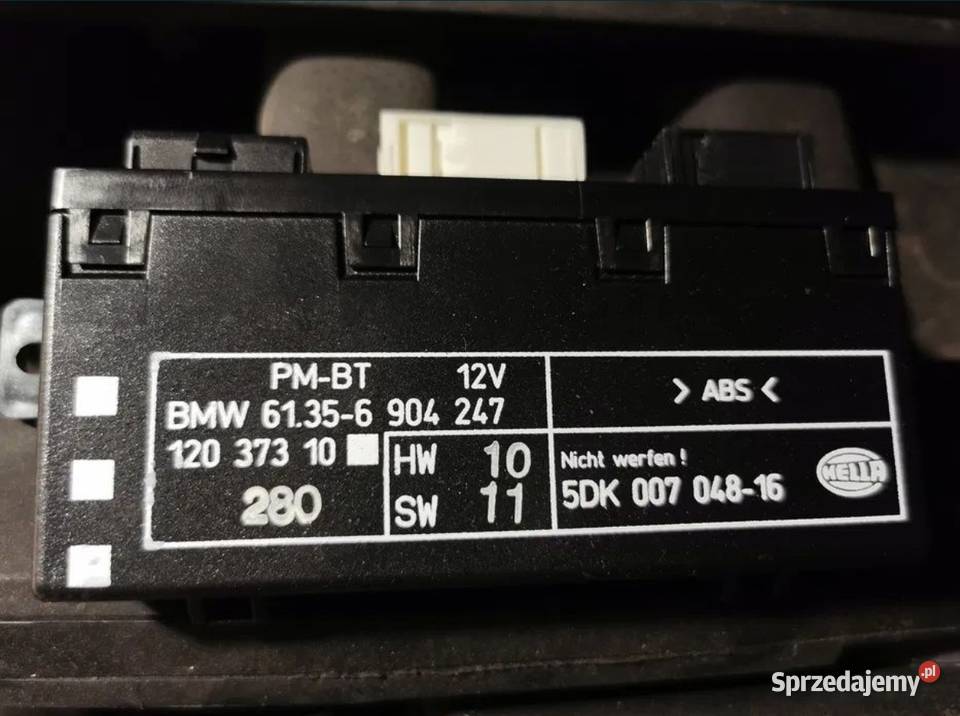 PM-BT 12V
BMW 61.35-6 904 247
120 373 10
280
HW 10
SW 11
> ABS <
Nicht werfen !
5DK 007 048-16
HELLA
Sprzedajemy.pl